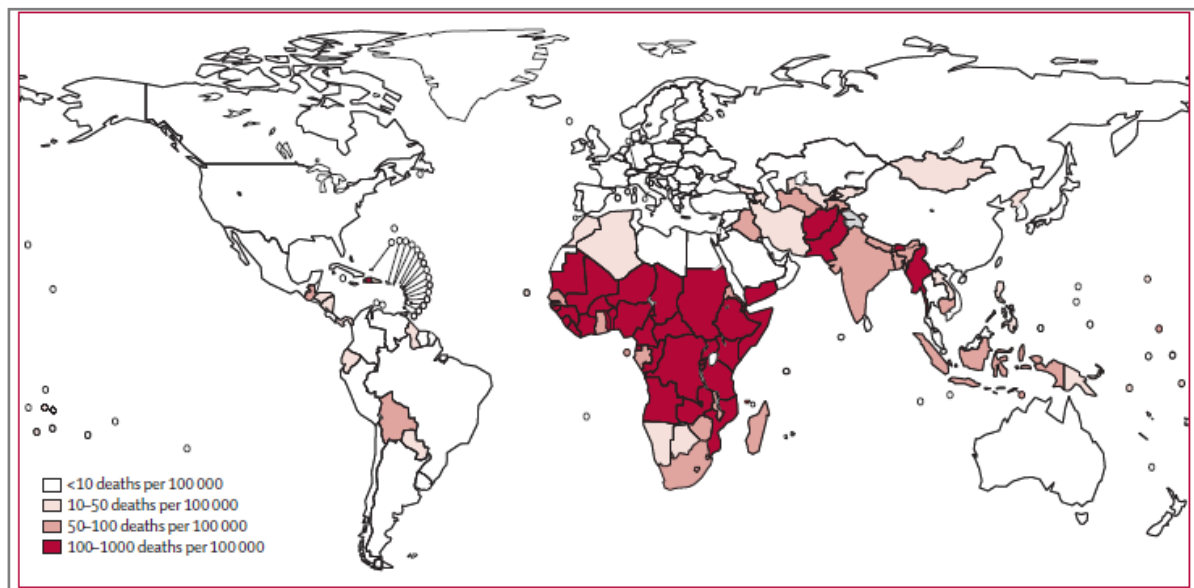 <10 deaths per 100 000
10–50 deaths per 100 000
50–100 deaths per 100 000
100–1000 deaths per 100 000